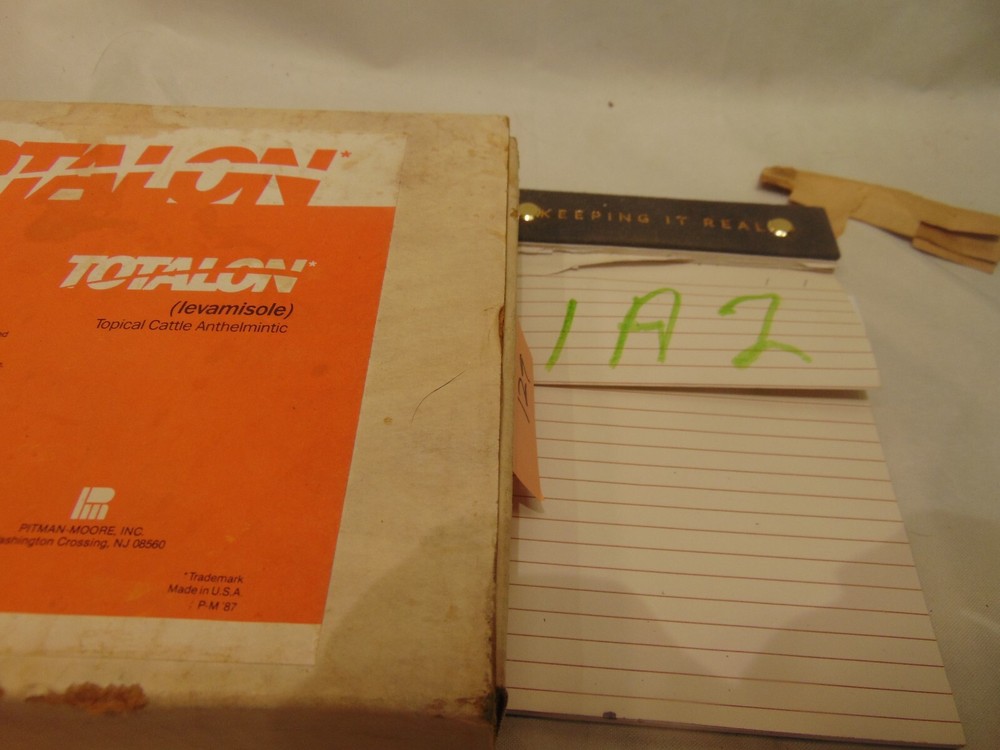 TOTALON*
TOTALON*
(levamisole)
Topical Cattle Anthelmintic
PITMAN-MOORE, INC.
ashington Crossing, NJ 08560
*Trademark
Made in U.S.A.
P-M '87
KEEPING IT REAL
1A2
127